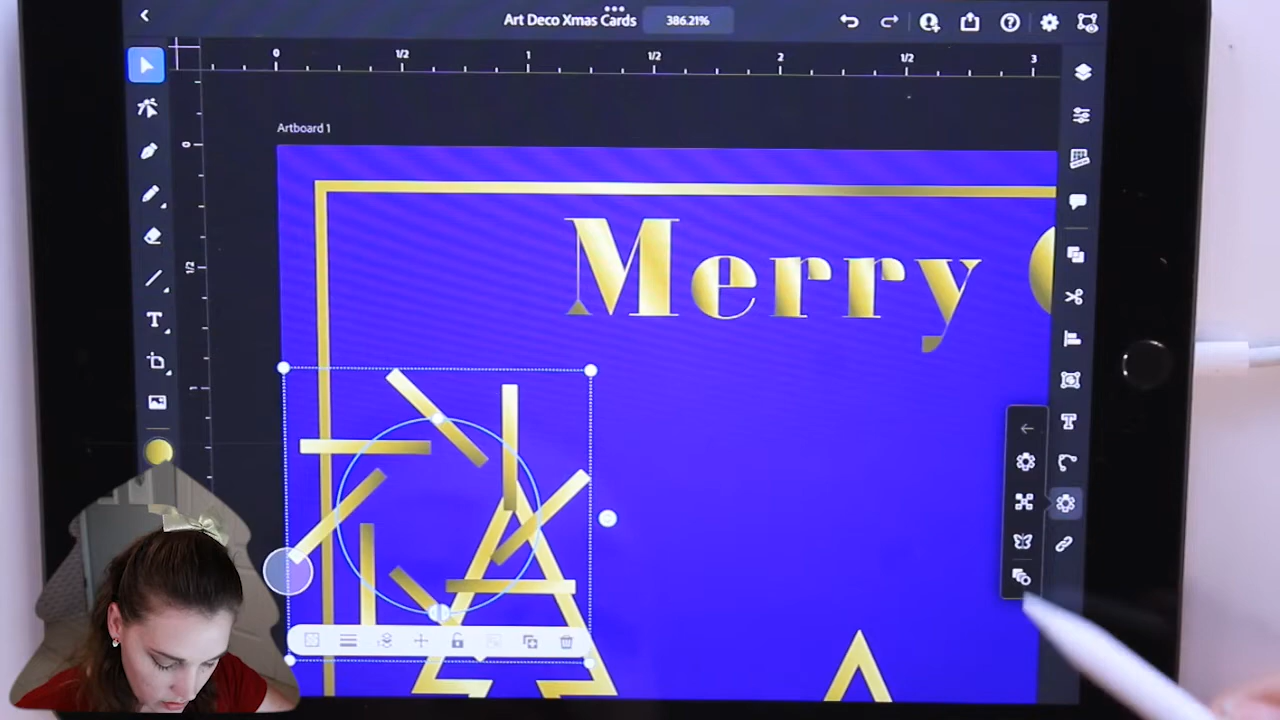 Art Deco Xmas Cards 386.21%
0 1/2 1 1/2 2 1/2 3
Artboard 1
0
Merry
1/2
1
T
T